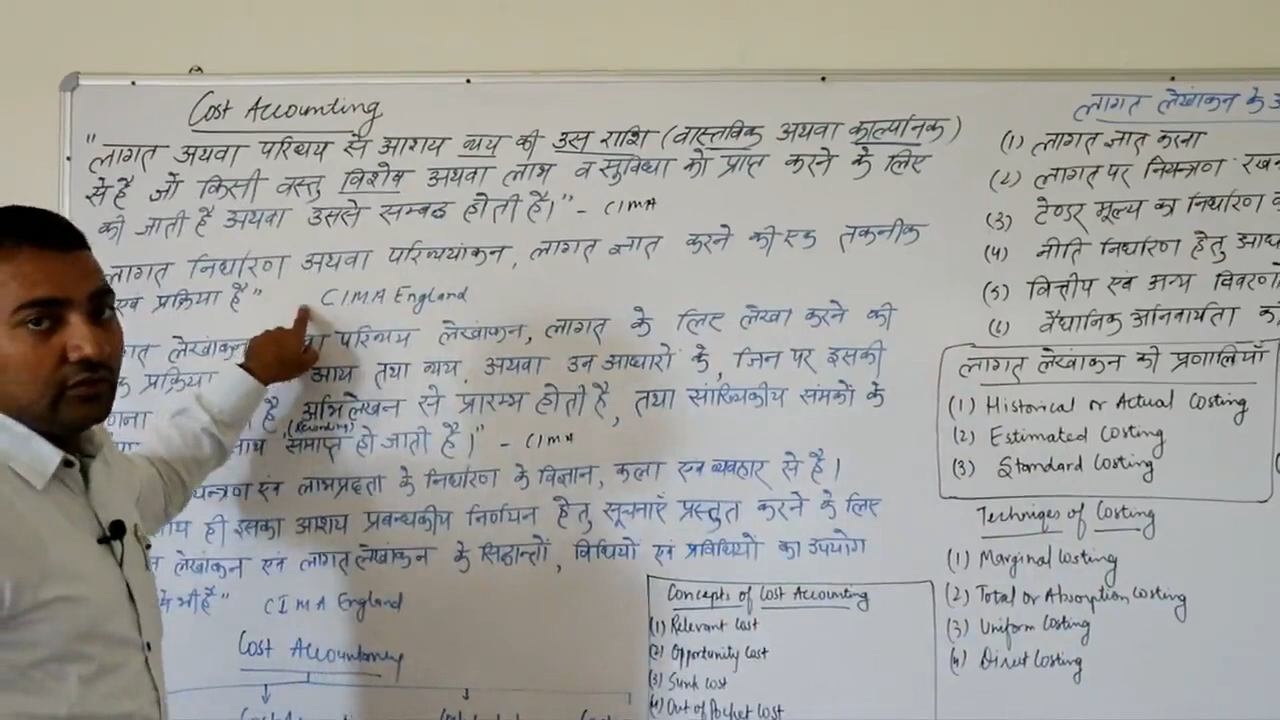 Cost Accounting
"लागत अथवा परिव्यय से आशय व्यय की उस राशि (वास्तविक अथवा काल्पनिक)
से है जो किसी वस्तु विशेष अथवा लाभ व सुविधा को प्राप्त करने के लिए
की जाती है अथवा उससे सम्बद्ध होती है।" - CIMA
लागत निर्धारण अथवा परिव्ययांकन, लागत ज्ञात करने की एक तकनीक
एवं प्रक्रिया है" CIMA England
लेखांकन परिव्यय लेखांकन, लागत के लिए लेखा करने की
प्रक्रिया आय तथा व्यय, अथवा उन आधारों के, जिन पर इसकी
है, अभिलेखन से प्रारम्भ होती है, तथा सांख्यिकीय समंकों के
(Recording)
साथ समाप्त हो जाती है।" - CIMA
एवं लाभप्रदता के निर्धारण के विज्ञान, कला एवं व्यवहार से है।
ही इसका आशय प्रबन्धकीय निर्णयन हेतु सूचनाएं प्रस्तुत करने के लिए
लेखांकन एवं लागत लेखांकन के सिद्धान्तों, विधियों एवं प्रविधियों का उपयोग
भी है" CIMA England
Cost Accountancy
लागत लेखांकन के
(1) लागत ज्ञात करना
(2) लागत पर नियन्त्रण
(3) टेण्डर मूल्य का निर्धारण
(4) नीति निर्धारण हेतु
(5) वित्तीय एवं अन्य
(6) वैधानिक अनिवार्यता
लागत लेखांकन की प्रणालियाँ
(1) Historical or Actual Costing
(2) Estimated Costing
(3) Standard Costing
Techniqes of Costing
(1) Marginal Costing
(2) Total or Absorption Costing
(3) Uniform Costing
(4) Direct Costing
Concepts of Cost Accounting
(1) Relevant Cost
(2) Opportunity Cost
(3) Sunk Cost
(4) Out of Pocket Cost